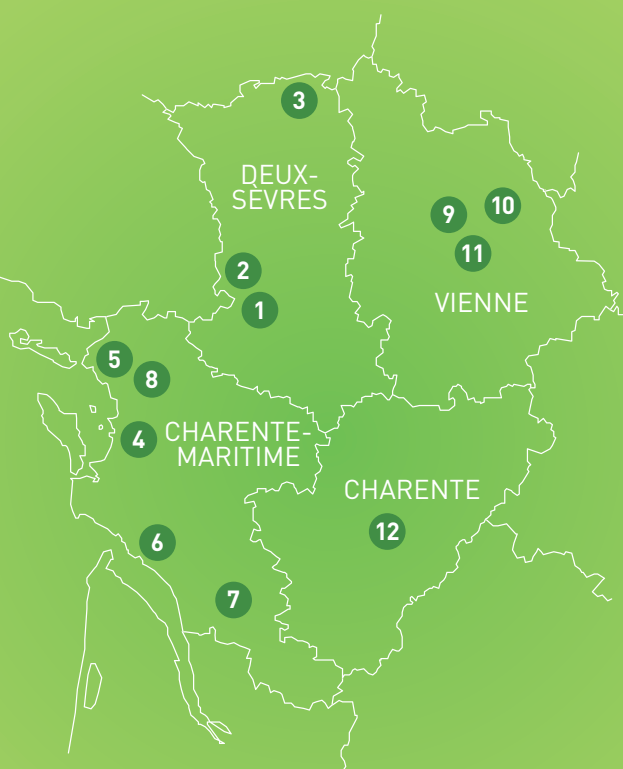 3
DEUX-
SÈVRES
9
10
11
2
1
VIENNE
5
8
4
CHARENTE-
MARITIME
CHARENTE
12
6
7